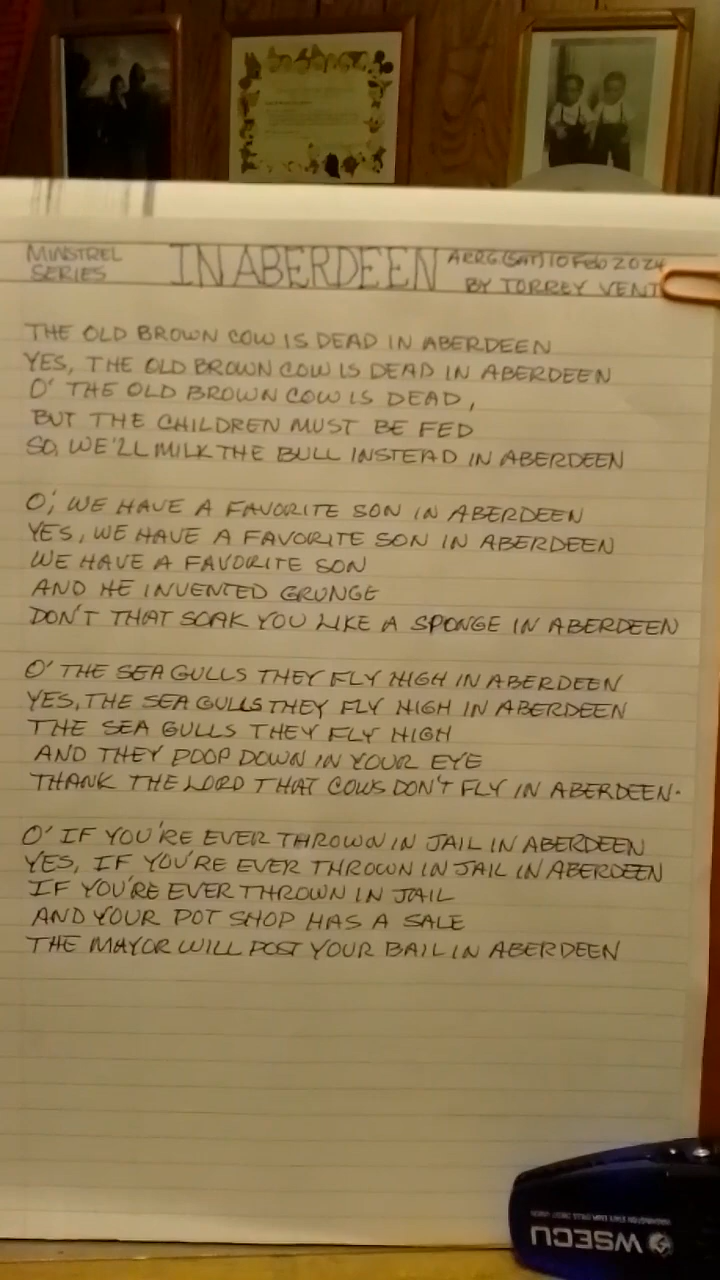 MINSTREL SERIES
IN ABERDEEN
ARRG.(SAT) 10 Feb 2024
BY TORREY VENT
THE OLD BROWN COW IS DEAD IN ABERDEEN
YES, THE OLD BROWN COW IS DEAD IN ABERDEEN
O' THE OLD BROWN COW IS DEAD,
BUT THE CHILDREN MUST BE FED
SO, WE'LL MILK THE BULL INSTEAD IN ABERDEEN
O', WE HAVE A FAVORITE SON IN ABERDEEN
YES, WE HAVE A FAVORITE SON IN ABERDEEN
WE HAVE A FAVORITE SON
AND HE INVENTED GRUNGE
DON'T THAT SOAK YOU LIKE A SPONGE IN ABERDEEN
O' THE SEA GULLS THEY FLY HIGH IN ABERDEEN
YES, THE SEA GULLS THEY FLY HIGH IN ABERDEEN
THE SEA GULLS THEY FLY HIGH
AND THEY POOP DOWN IN YOUR EYE
THANK THE LORD THAT COWS DON'T FLY IN ABERDEEN.
O' IF YOU'RE EVER THROWN IN JAIL IN ABERDEEN
YES, IF YOU'RE EVER THROWN IN JAIL IN ABERDEEN
IF YOU'RE EVER THROWN IN JAIL
AND YOUR POT SHOP HAS A SALE
THE MAYOR WILL POST YOUR BAIL IN ABERDEEN
WSECU